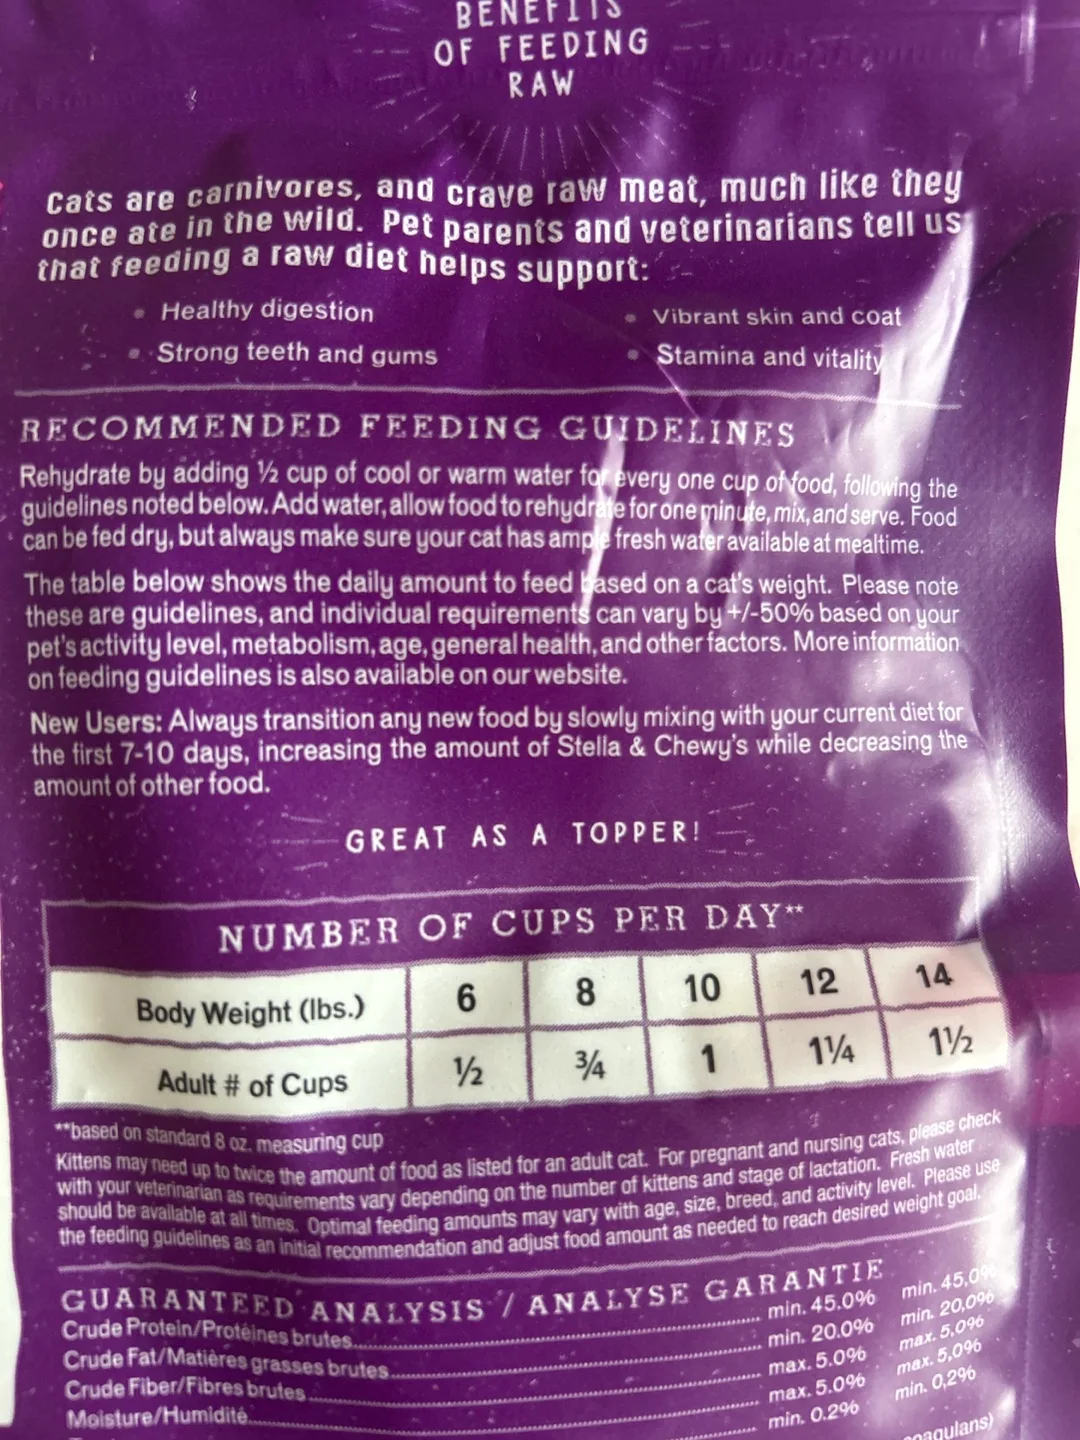 BENEFITS
OF FEEDING
RAW
Cats are carnivores, and crave raw meat, much like they
once ate in the wild. Pet parents and veterinarians tell us
that feeding a raw diet helps support:
• Healthy digestion
• Vibrant skin and coat
• Strong teeth and gums
• Stamina and vitality
RECOMMENDED FEEDING GUIDELINES
Rehydrate by adding ½ cup of cool or warm water for every one cup of food, following the
guidelines noted below. Add water, allow food to rehydrate for one minute, mix, and serve. Food
can be fed dry, but always make sure your cat has ample fresh water available at mealtime.
The table below shows the daily amount to feed based on a cat's weight. Please note
these are guidelines, and individual requirements can vary by +/-50% based on your
pet's activity level, metabolism, age, general health, and other factors. More information
on feeding guidelines is also available on our website.
New Users: Always transition any new food by slowly mixing with your current diet for
the first 7-10 days, increasing the amount of Stella & Chewy's while decreasing the
amount of other food.
GREAT AS A TOPPER!
NUMBER OF CUPS PER DAY**
Body Weight (lbs.) 6 8 10 12 14
Adult # of Cups ½ ¾ 1 1¼ 1½
**based on standard 8 oz. measuring cup
Kittens may need up to twice the amount of food as listed for an adult cat. For pregnant and nursing cats, please check
with your veterinarian as requirements vary depending on the number of kittens and stage of lactation. Fresh water
should be available at all times. Optimal feeding amounts may vary with age, size, breed, and activity level. Please use
the feeding guidelines as an initial recommendation and adjust food amount as needed to reach desired weight goal.
GUARANTEED ANALYSIS / ANALYSE GARANTIE
Crude Protein/Protéines brutes min. 45.0% min. 45,0%
Crude Fat/Matières grasses brutes min. 20.0% min. 20,0%
Crude Fiber/Fibres brutes max. 5.0% max. 5,0%
Moisture/Humidité max. 5.0% max. 5,0%
min. 0.2% min. 0,2%